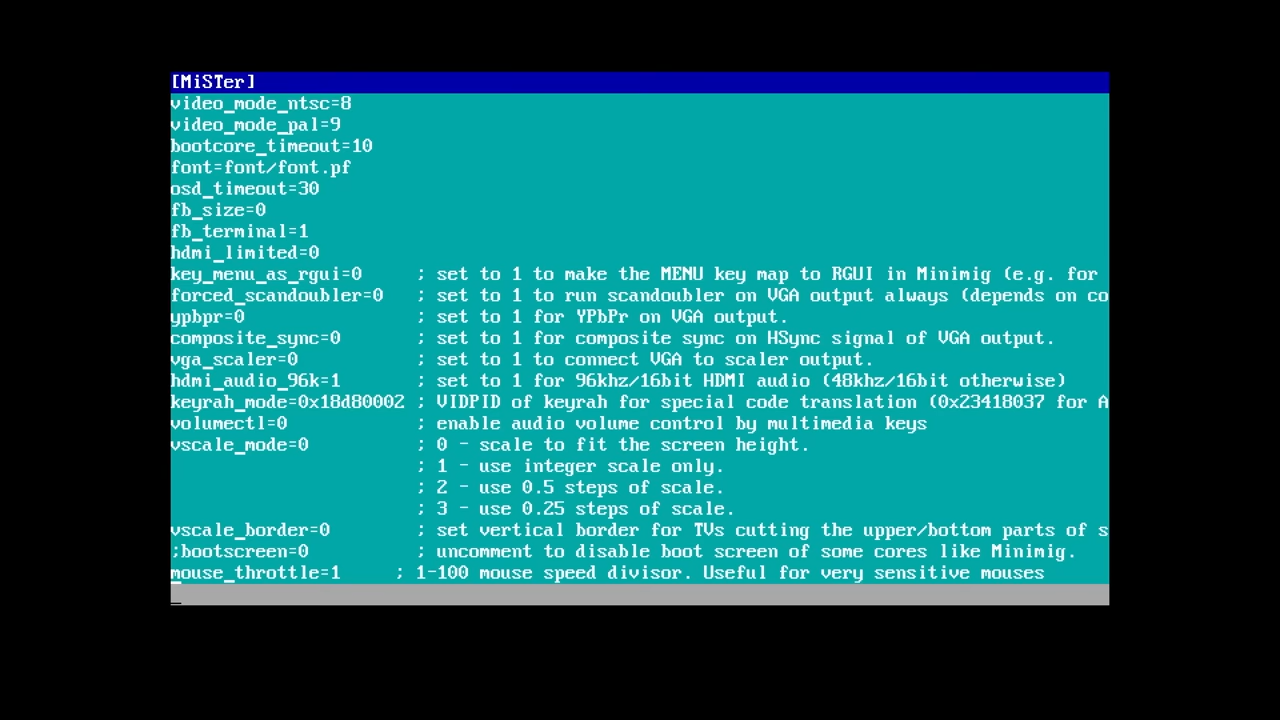 [MiSTer]
video_mode_ntsc=8
video_mode_pal=9
bootcore_timeout=10
font=font/font.pf
osd_timeout=30
fb_size=0
fb_terminal=1
hdmi_limited=0
key_menu_as_rgui=0     ; set to 1 to make the MENU key map to RGUI in Minimig (e.g. for
forced_scandoubler=0   ; set to 1 to run scandoubler on VGA output always (depends on co
ypbpr=0                ; set to 1 for YPbPr on VGA output.
composite_sync=0       ; set to 1 for composite sync on HSync signal of VGA output.
vga_scaler=0           ; set to 1 to connect VGA to scaler output.
hdmi_audio_96k=1       ; set to 1 for 96khz/16bit HDMI audio (48khz/16bit otherwise)
keyrah_mode=0x18d80002 ; VIDPID of keyrah for special code translation (0x23418037 for A
volumectl=0            ; enable audio volume control by multimedia keys
vscale_mode=0          ; 0 - scale to fit the screen height.
                       ; 1 - use integer scale only.
                       ; 2 - use 0.5 steps of scale.
                       ; 3 - use 0.25 steps of scale.
vscale_border=0        ; set vertical border for TVs cutting the upper/bottom parts of s
;bootscreen=0          ; uncomment to disable boot screen of some cores like Minimig.
mouse_throttle=1     ; 1-100 mouse speed divisor. Useful for very sensitive mouses